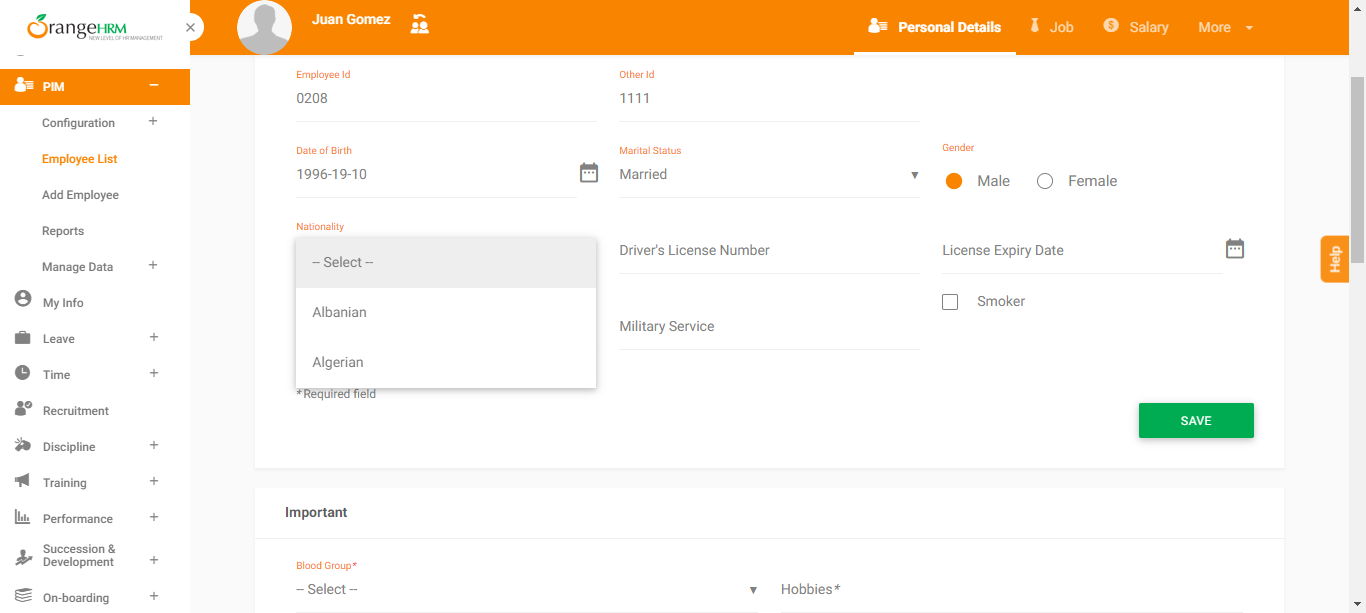 OrangeHRM
NEW LEVEL OF HR MANAGEMENT
Juan Gomez
Personal Details
Job
Salary
More
PIM
Configuration
Employee List
Add Employee
Reports
Manage Data
My Info
Leave
Time
Recruitment
Discipline
Training
Performance
Succession &
Development
On-boarding
Employee Id
0208
Other Id
1111
Date of Birth
1996-19-10
Marital Status
Married
Gender
Male
Female
Nationality
-- Select --
Albanian
Algerian
Driver's License Number
License Expiry Date
Military Service
Smoker
* Required field
SAVE
Help
Important
Blood Group*
-- Select --
Hobbies*